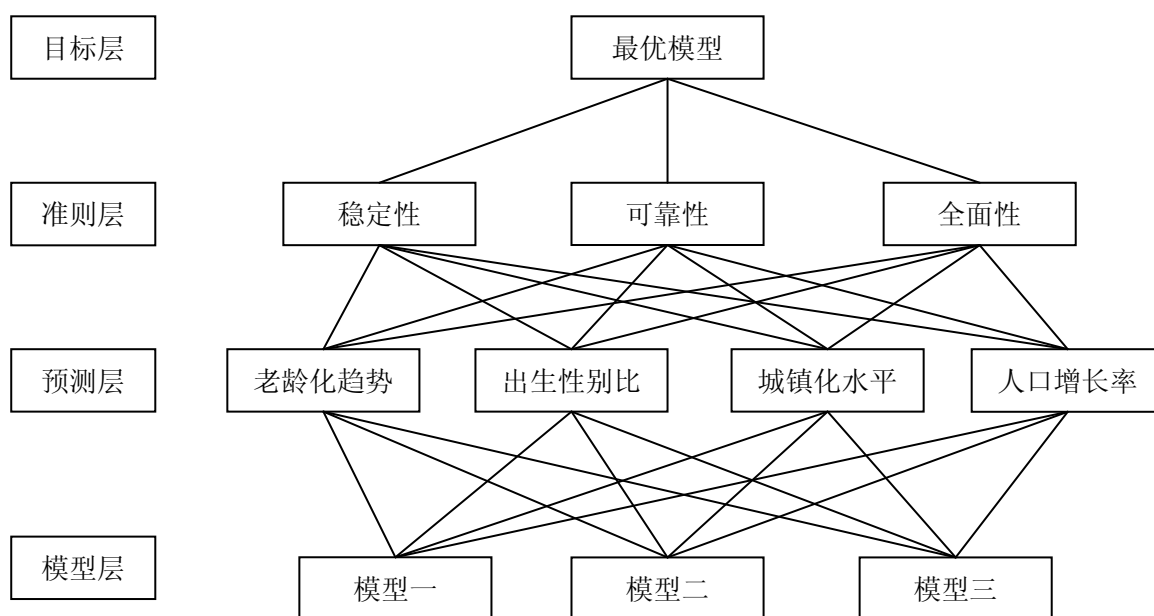 目标层
最优模型
准则层
稳定性
可靠性
全面性
预测层
老龄化趋势
出生性别比
城镇化水平
人口增长率
模型层
模型一
模型二
模型三